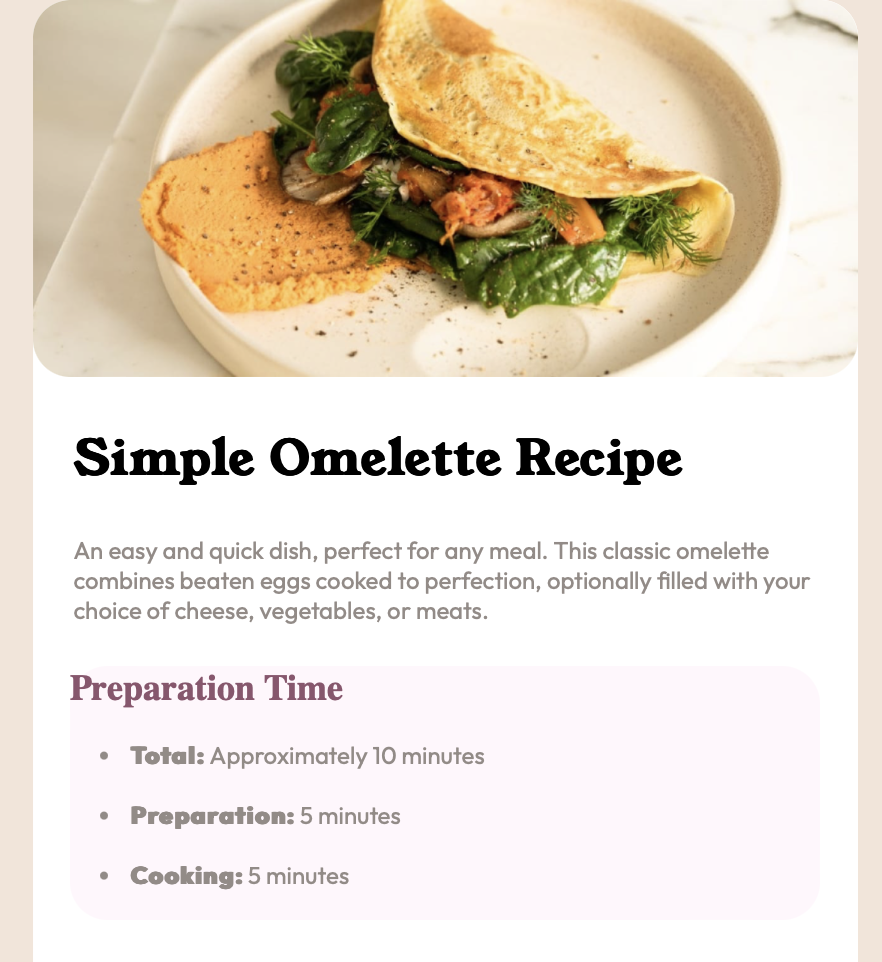 Simple Omelette Recipe
An easy and quick dish, perfect for any meal. This classic omelette
combines beaten eggs cooked to perfection, optionally filled with your
choice of cheese, vegetables, or meats.
Preparation Time
• Total: Approximately 10 minutes
• Preparation: 5 minutes
• Cooking: 5 minutes